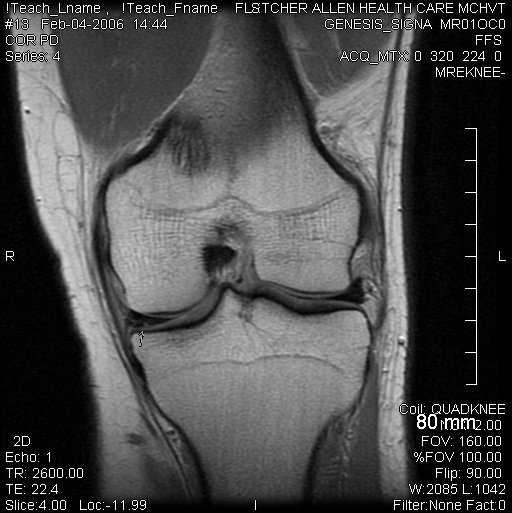 !Teach_Lname , !Teach_Fname FLSTCHER ALLEN HEALTH CARE MCHVT
#13 Feb-04-2006 14:44 GENESIS_SIGNA MR01OC0
COR PD FFS
Series: 4 ACQ_MTX: 0 320 224 0
MREKNEE-
R L
Coil: QUADKNEE
80 mm 2.00
2D FOV: 160.00
Echo: 1 %FOV 100.00
TR: 2600.00 Flip: 90.00
TE: 22.4 W:2085 L:1042
Slice:4.00 Loc:-11.99 I Filter:None Fact:0